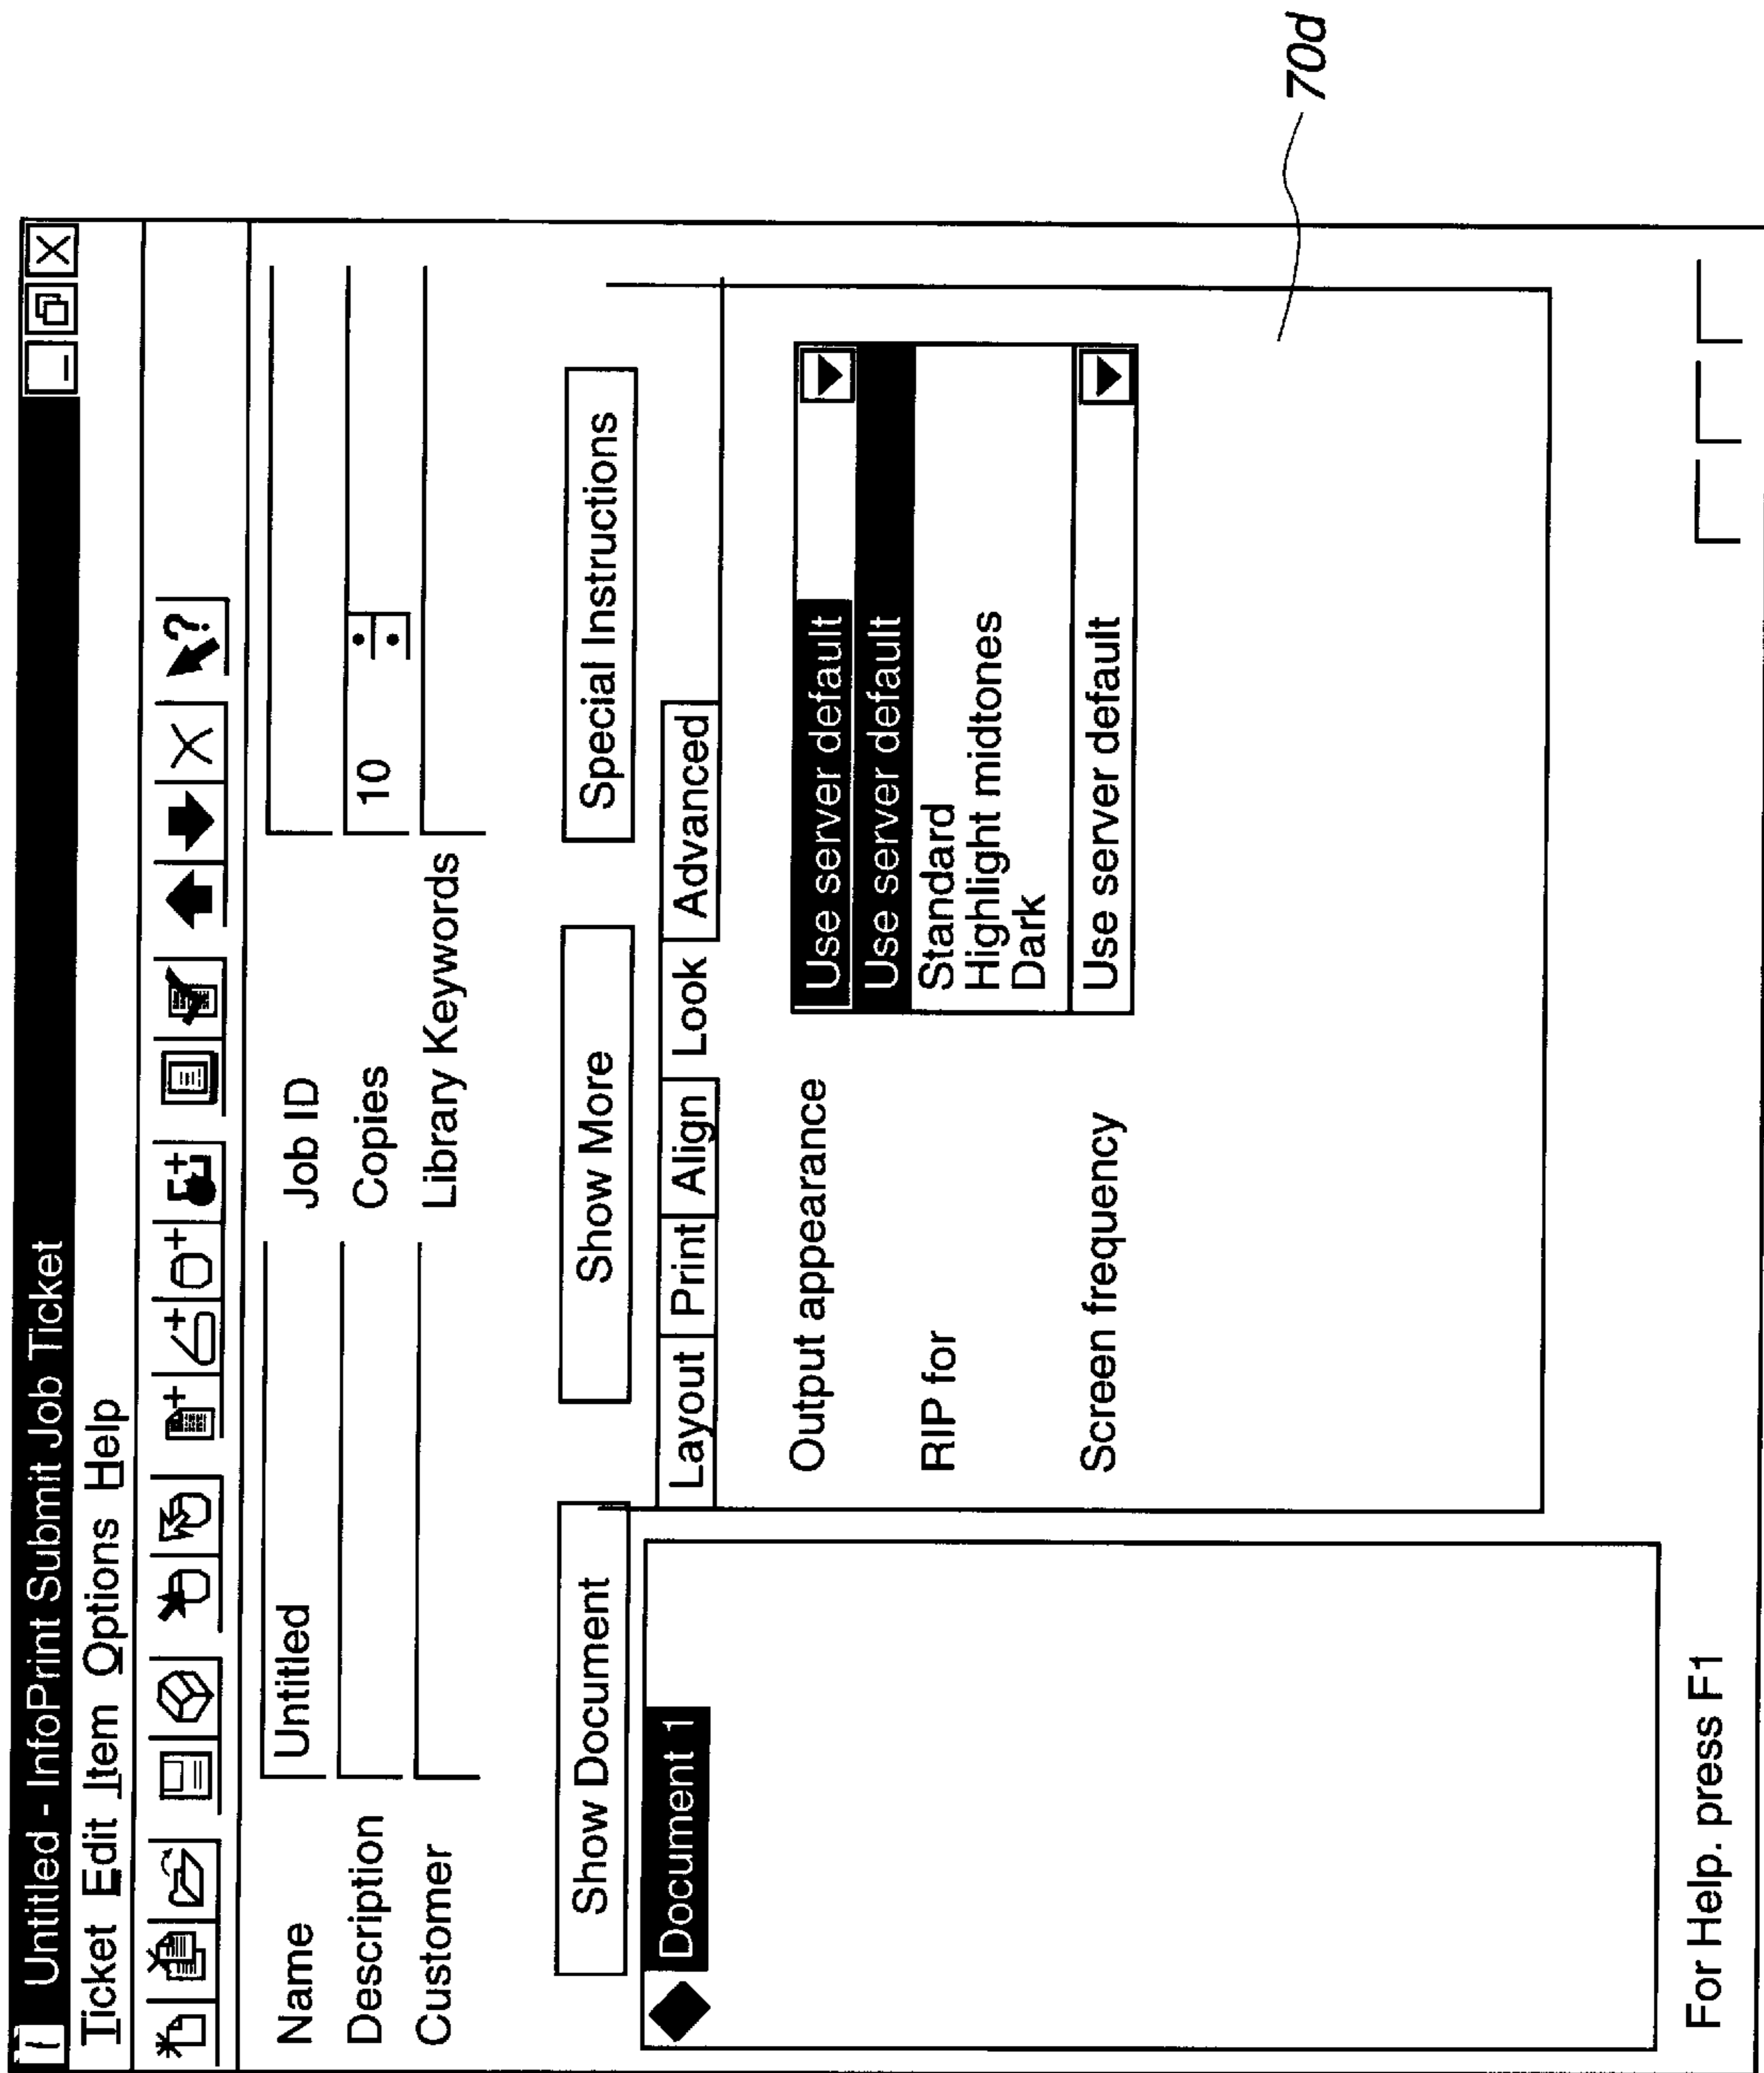 Untitled - InfoPrint Submit Job Ticket
Ticket Edit Item Options Help
Name Untitled Job ID
Description Copies 10
Customer Library Keywords
Show Document Show More Special Instructions
Document 1
Layout Print Align Look Advanced
Output appearance Use server default
Use server default
RIP for Standard
Highlight midtones
Dark
Screen frequency Use server default
For Help. press F1
70d